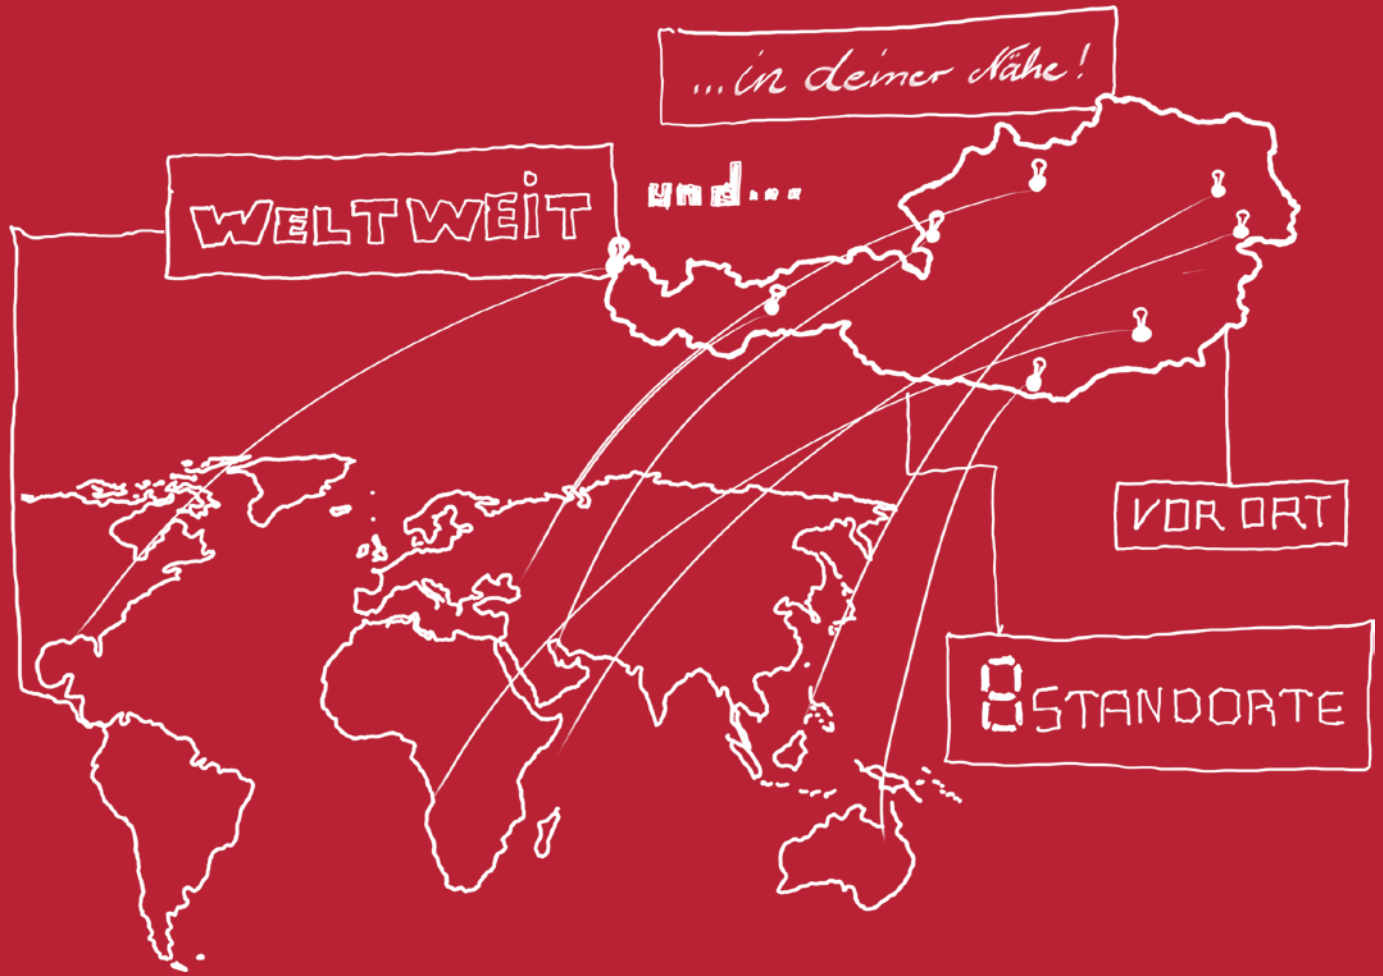 WELTWEIT
und...
...in deiner Nähe!
VOR ORT
8 STANDORTE